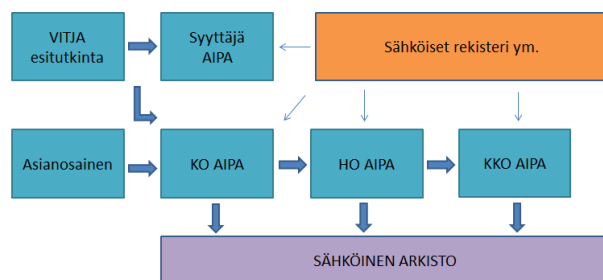 VITJA
esitutkinta
Syyttäjä
AIPA
Sähköiset rekisteri ym.
Asianosainen
KO AIPA
HO AIPA
KKO AIPA
SÄHKÖINEN ARKISTO